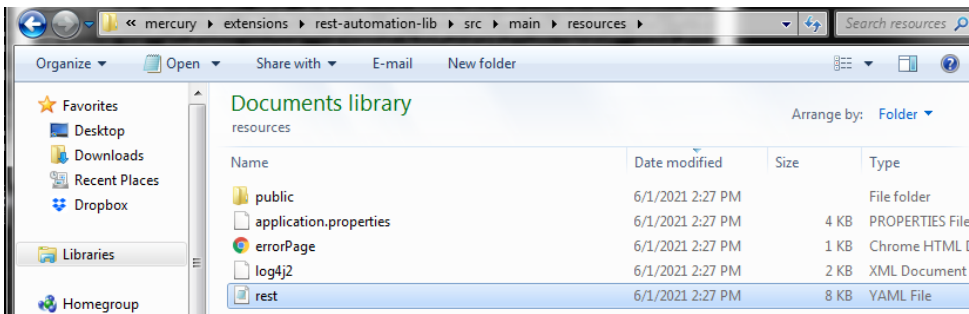 « mercury ▸ extensions ▸ rest-automation-lib ▸ src ▸ main ▸ resources ▸ Search resources
Organize Open Share with E-mail New folder
Favorites
Desktop
Downloads
Recent Places
Dropbox
Libraries
Homegroup
Documents library
resources
Arrange by: Folder
Name Date modified Size Type
public 6/1/2021 2:27 PM File folder
application.properties 6/1/2021 2:27 PM 4 KB PROPERTIES File
errorPage 6/1/2021 2:27 PM 1 KB Chrome HTML
log4j2 6/1/2021 2:27 PM 2 KB XML Document
rest 6/1/2021 2:27 PM 8 KB YAML File